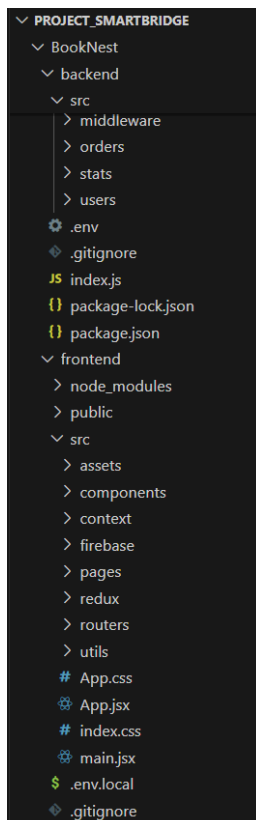 PROJECT_SMARTBRIDGE
BookNest
backend
src
middleware
orders
stats
users
.env
.gitignore
JS index.js
{} package-lock.json
{} package.json
frontend
node_modules
public
src
assets
components
context
firebase
pages
redux
routers
utils
# App.css
App.jsx
# index.css
main.jsx
$ .env.local
.gitignore